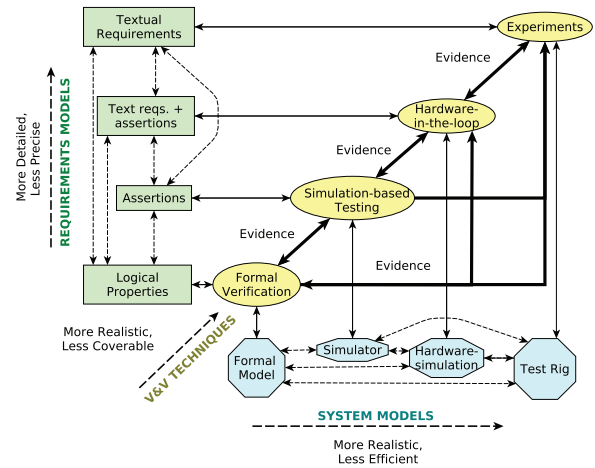 Textual
Requirements
Experiments
Evidence
Text reqs. +
assertions
Hardware-
in-the-loop
Evidence
More Detailed,
Less Precise
REQUIREMENTS MODELS
Assertions
Simulation-based
Testing
Evidence
Evidence
Logical
Properties
Formal
Verification
More Realistic,
Less Coverable
V&V TECHNIQUES
Formal
Model
Simulator
Hardware-
simulation
Test Rig
SYSTEM MODELS
More Realistic,
Less Efficient